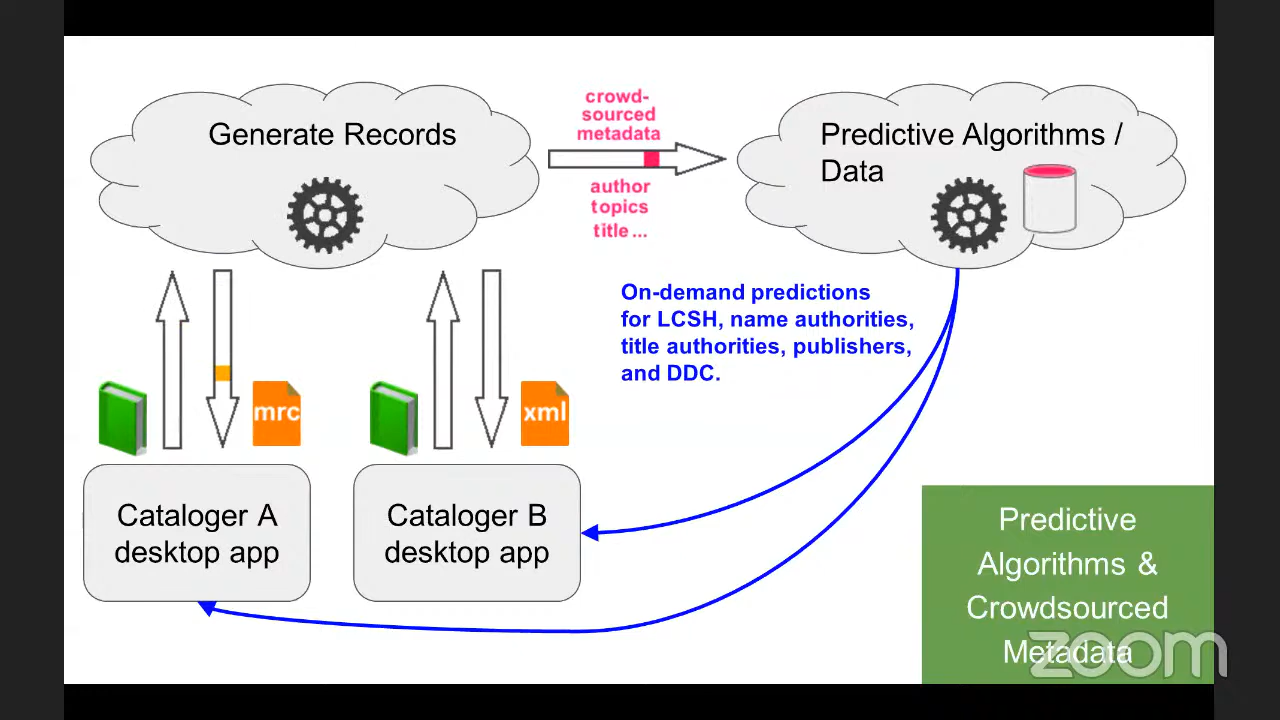 Generate Records
crowd-
sourced
metadata
author
topics
title ...
Predictive Algorithms /
Data
On-demand predictions
for LCSH, name authorities,
title authorities, publishers,
and DDC.
mrc
xml
Cataloger A
desktop app
Cataloger B
desktop app
Predictive
Algorithms &
Crowdsourced
Metadata
zoom